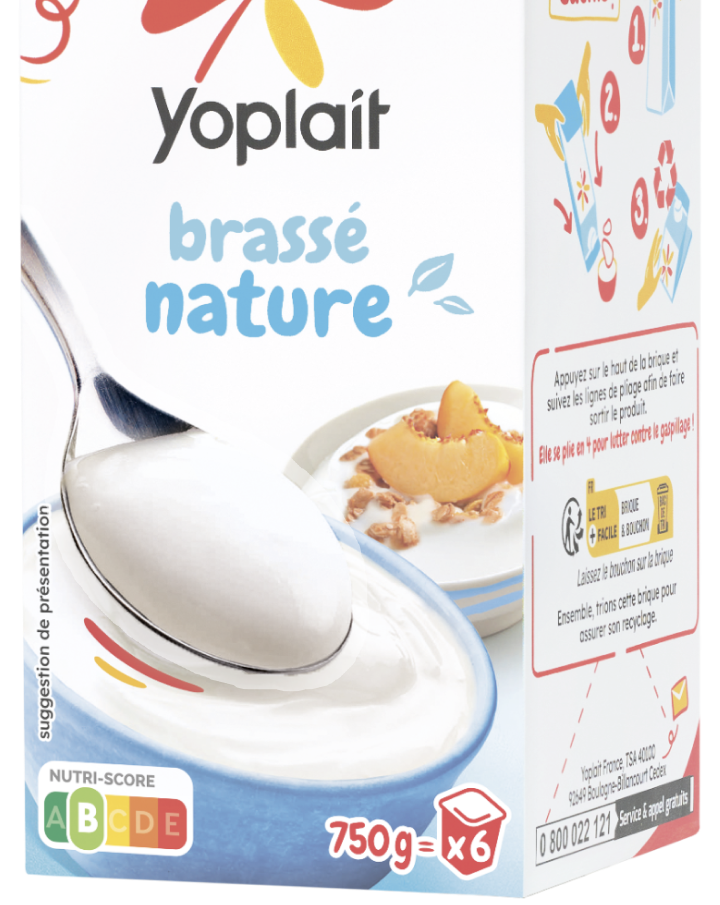 Yoplait
brassé
nature
suggestion de présentation
NUTRI-SCORE
A B C D E
750g = x6
1.
2.
3.
Appuyez sur le haut de la brique et
suivez les lignes de pliage afin de faire
sortir le produit.
Elle se plie en 4 pour lutter contre le gaspillage !
FR
LE TRI
+ FACILE
BRIQUE
& BOUCHON
BAC DE TRI
Laissez le bouchon sur la brique
Ensemble, trions cette brique pour
assurer son recyclage.
Yoplait France, TSA 40100
92649 Boulogne-Billancourt Cedex
0 800 022 121 Service & appel gratuits